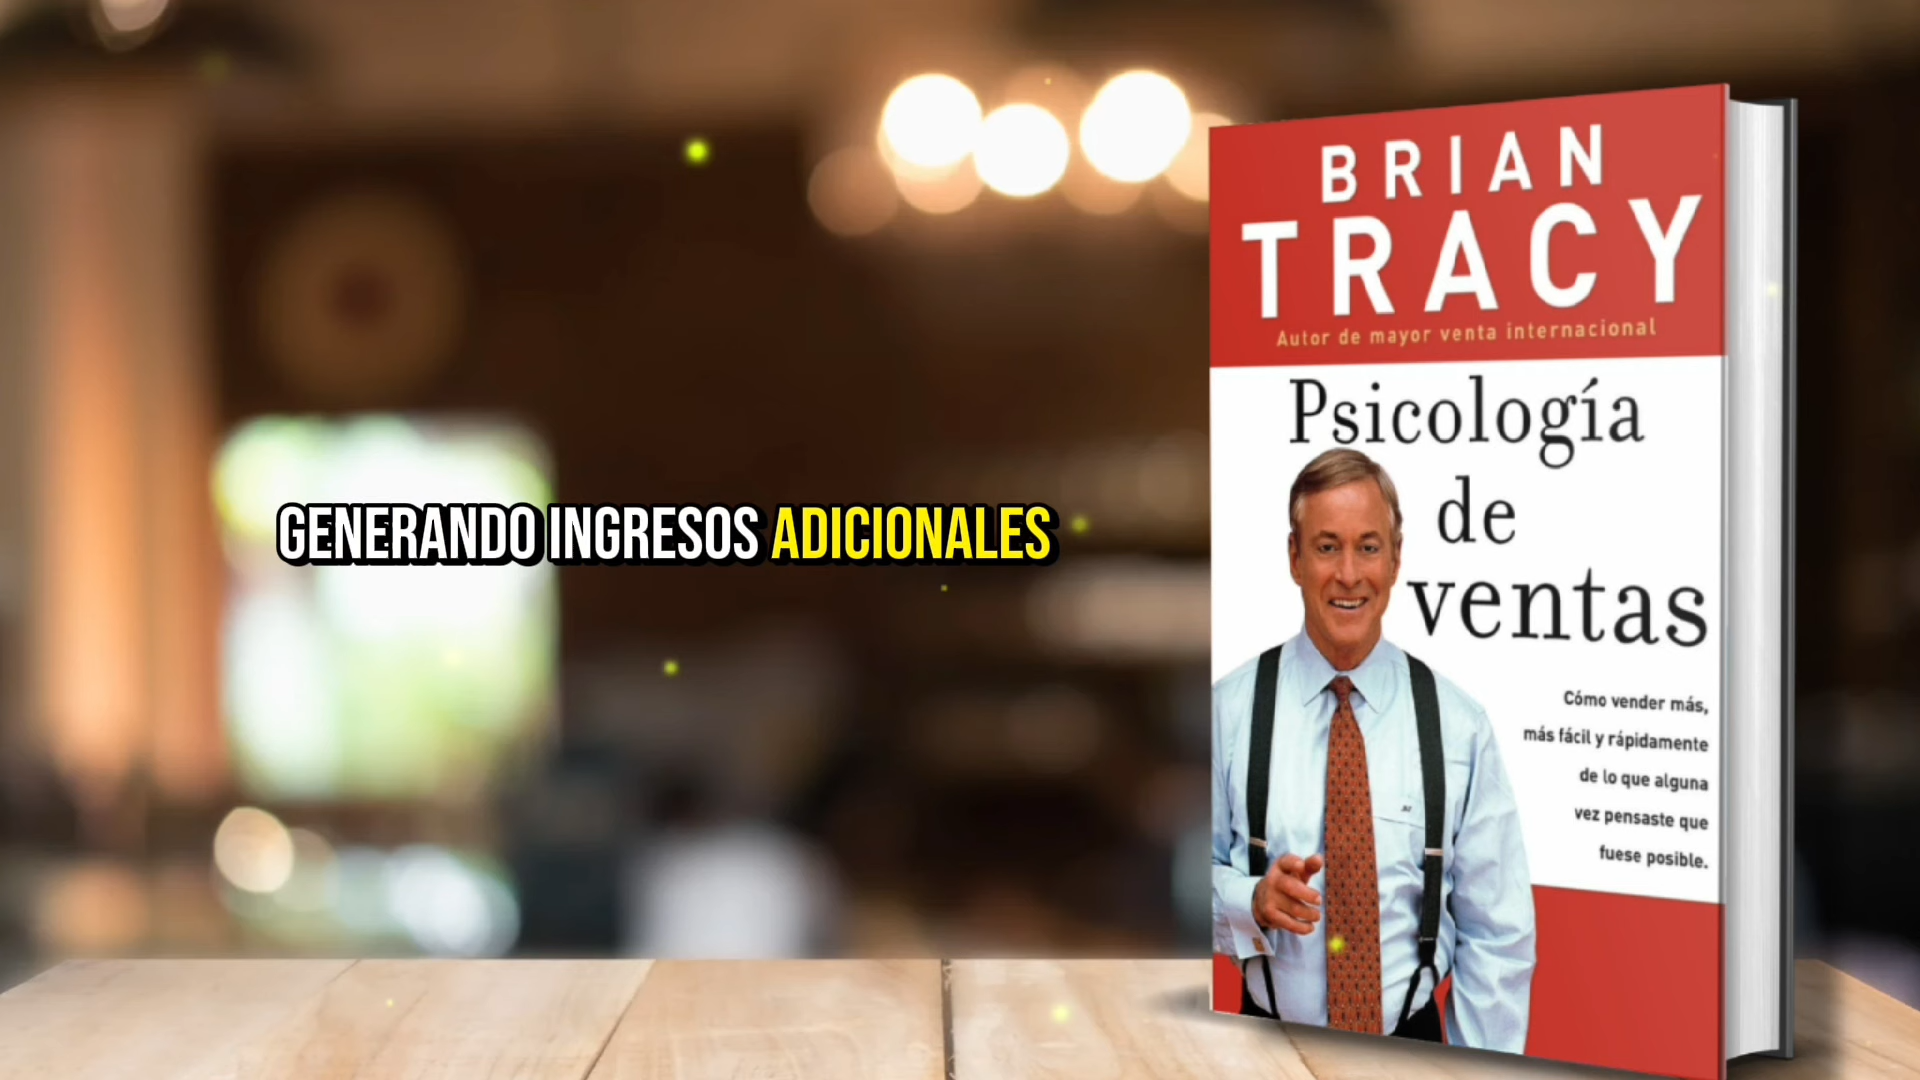 GENERANDO INGRESOS ADICIONALES
BRIAN
TRACY
Autor de mayor venta internacional
Psicología
de
ventas
Cómo vender más,
más fácil y rápidamente
de lo que alguna
vez pensaste que
fuese posible.